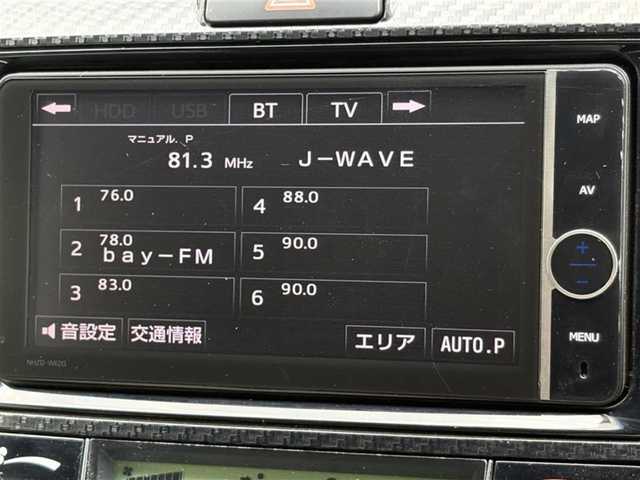 HDD USB BT TV
マニュアル. P
81.3 MHz J-WAVE
1 76.0 4 88.0
2 78.0 bay-FM 5 90.0
3 83.0 6 90.0
音設定 交通情報 エリア AUTO.P
NHZD-W62G
MAP
AV
+
-
MENU